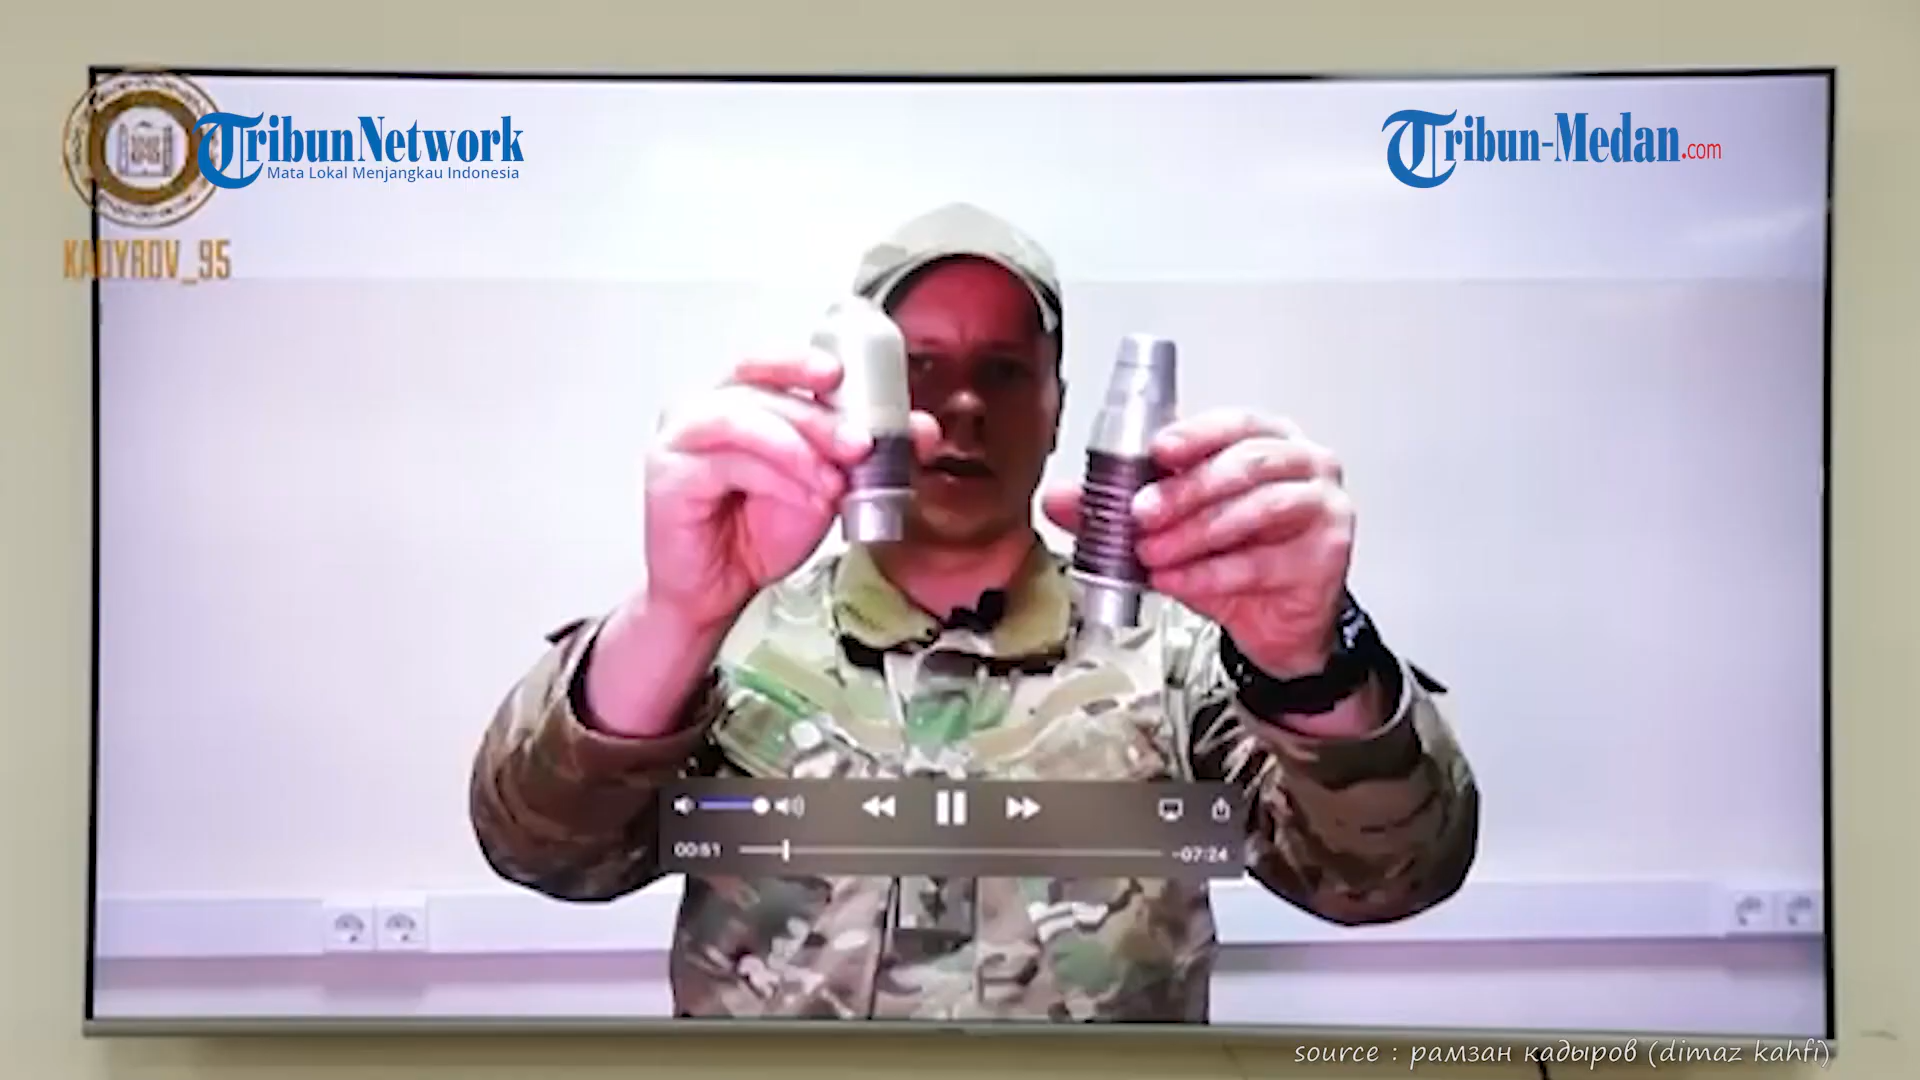 TribunNetwork
Mata Lokal Menjangkau Indonesia
Tribun-Medan.com
KADYROV_95
00:51
-07:24
source : рамзан кадыров (dimaz kahfi)